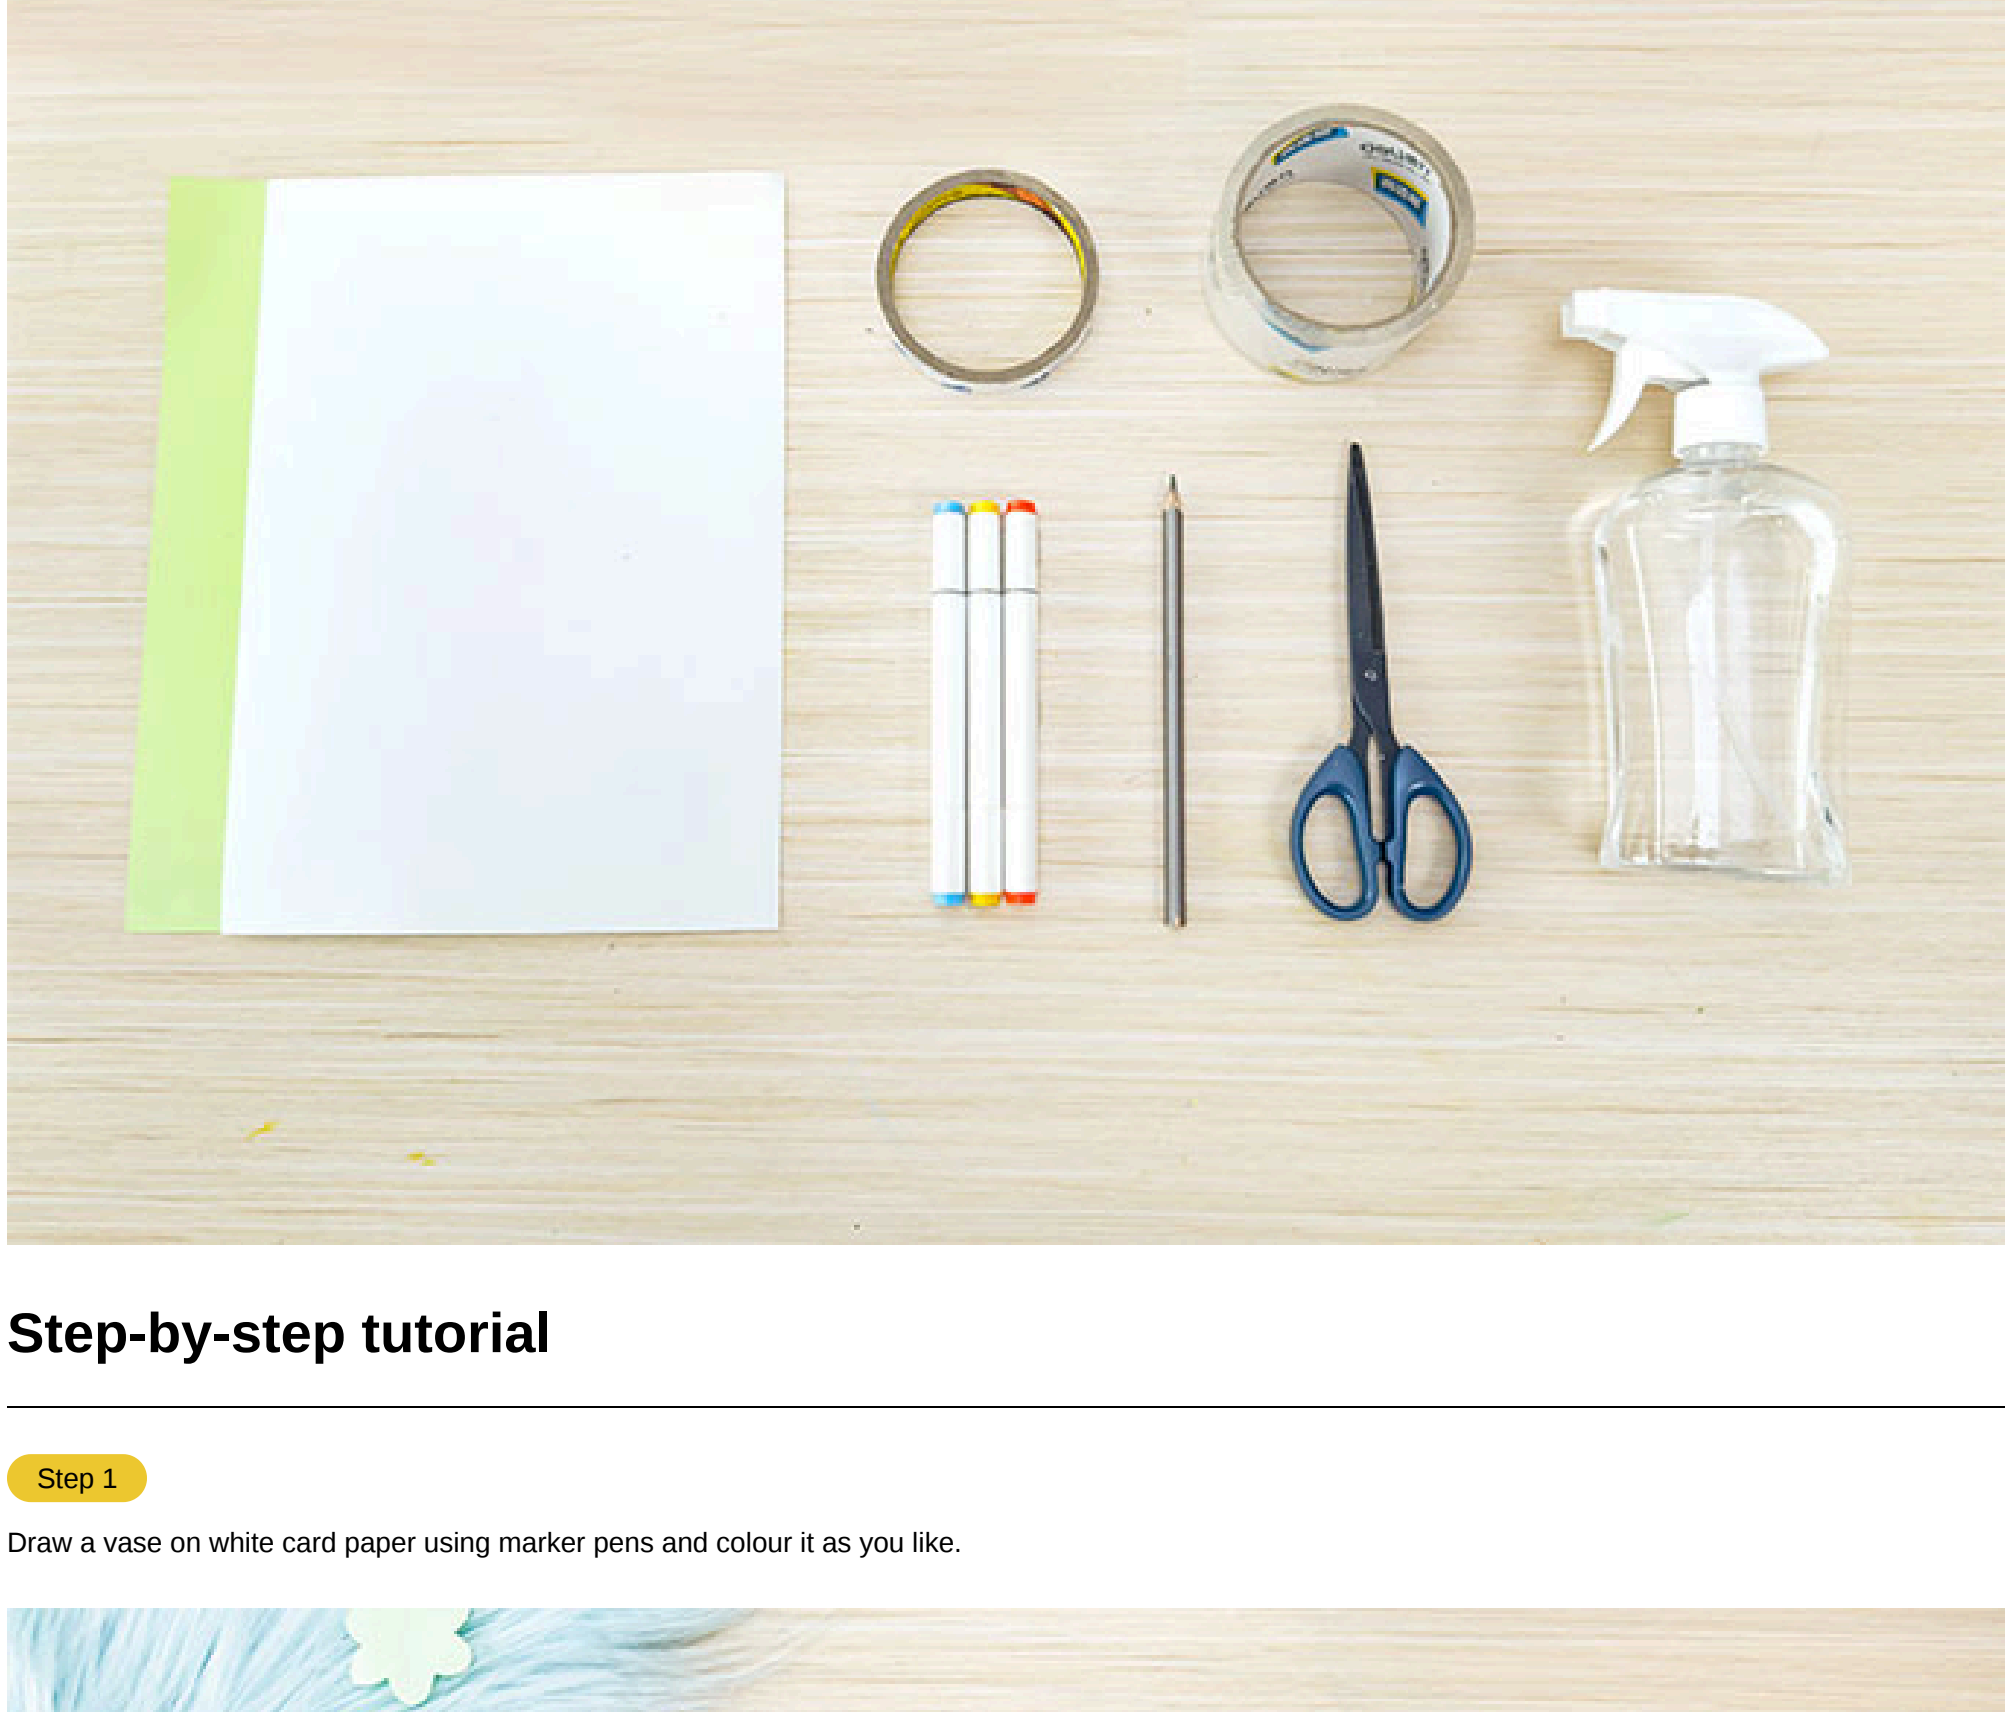 Step-by-step tutorial
Step 1
Draw a vase on white card paper using marker pens and colour it as you like.